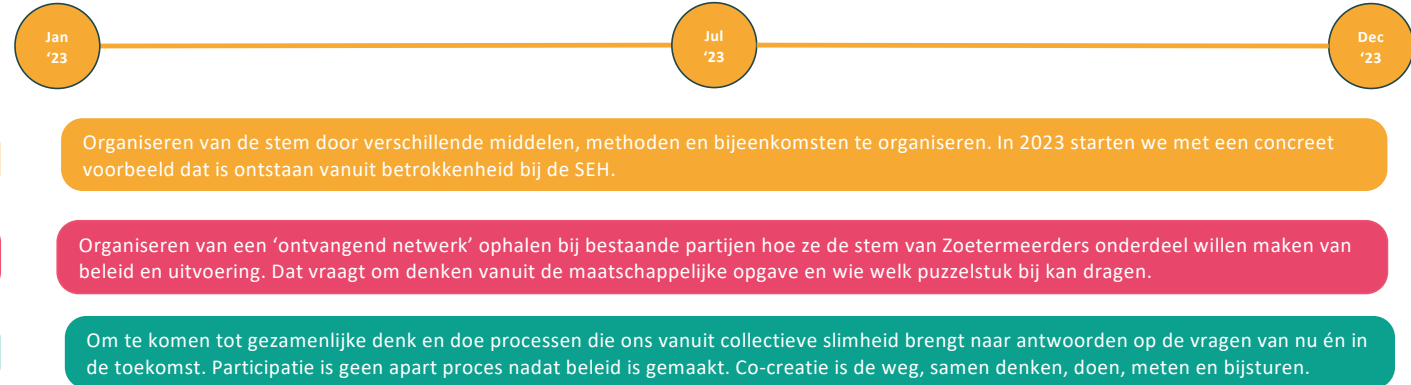 Jan
‘23
Jul
‘23
Dec
‘23
Organiseren van de stem door verschillende middelen, methoden en bijeenkomsten te organiseren. In 2023 starten we met een concreet
voorbeeld dat is ontstaan vanuit betrokkenheid bij de SEH.
Organiseren van een ‘ontvangend netwerk’ ophalen bij bestaande partijen hoe ze de stem van Zoetermeerders onderdeel willen maken van
beleid en uitvoering. Dat vraagt om denken vanuit de maatschappelijke opgave en wie welk puzzelstuk bij kan dragen.
Om te komen tot gezamenlijke denk en doe processen die ons vanuit collectieve slimheid brengt naar antwoorden op de vragen van nu én in
de toekomst. Participatie is geen apart proces nadat beleid is gemaakt. Co-creatie is de weg, samen denken, doen, meten en bijsturen.